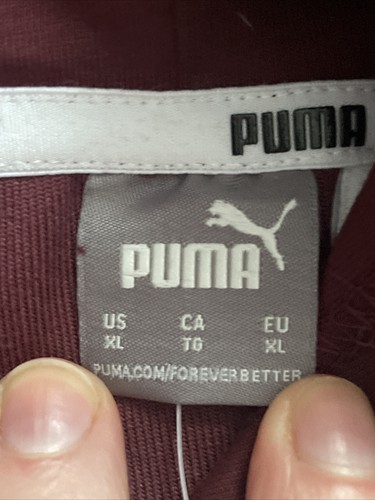 PUMA
PUMA
US CA EU
XL TG XL
PUMA.COM/FOREVERBETTER